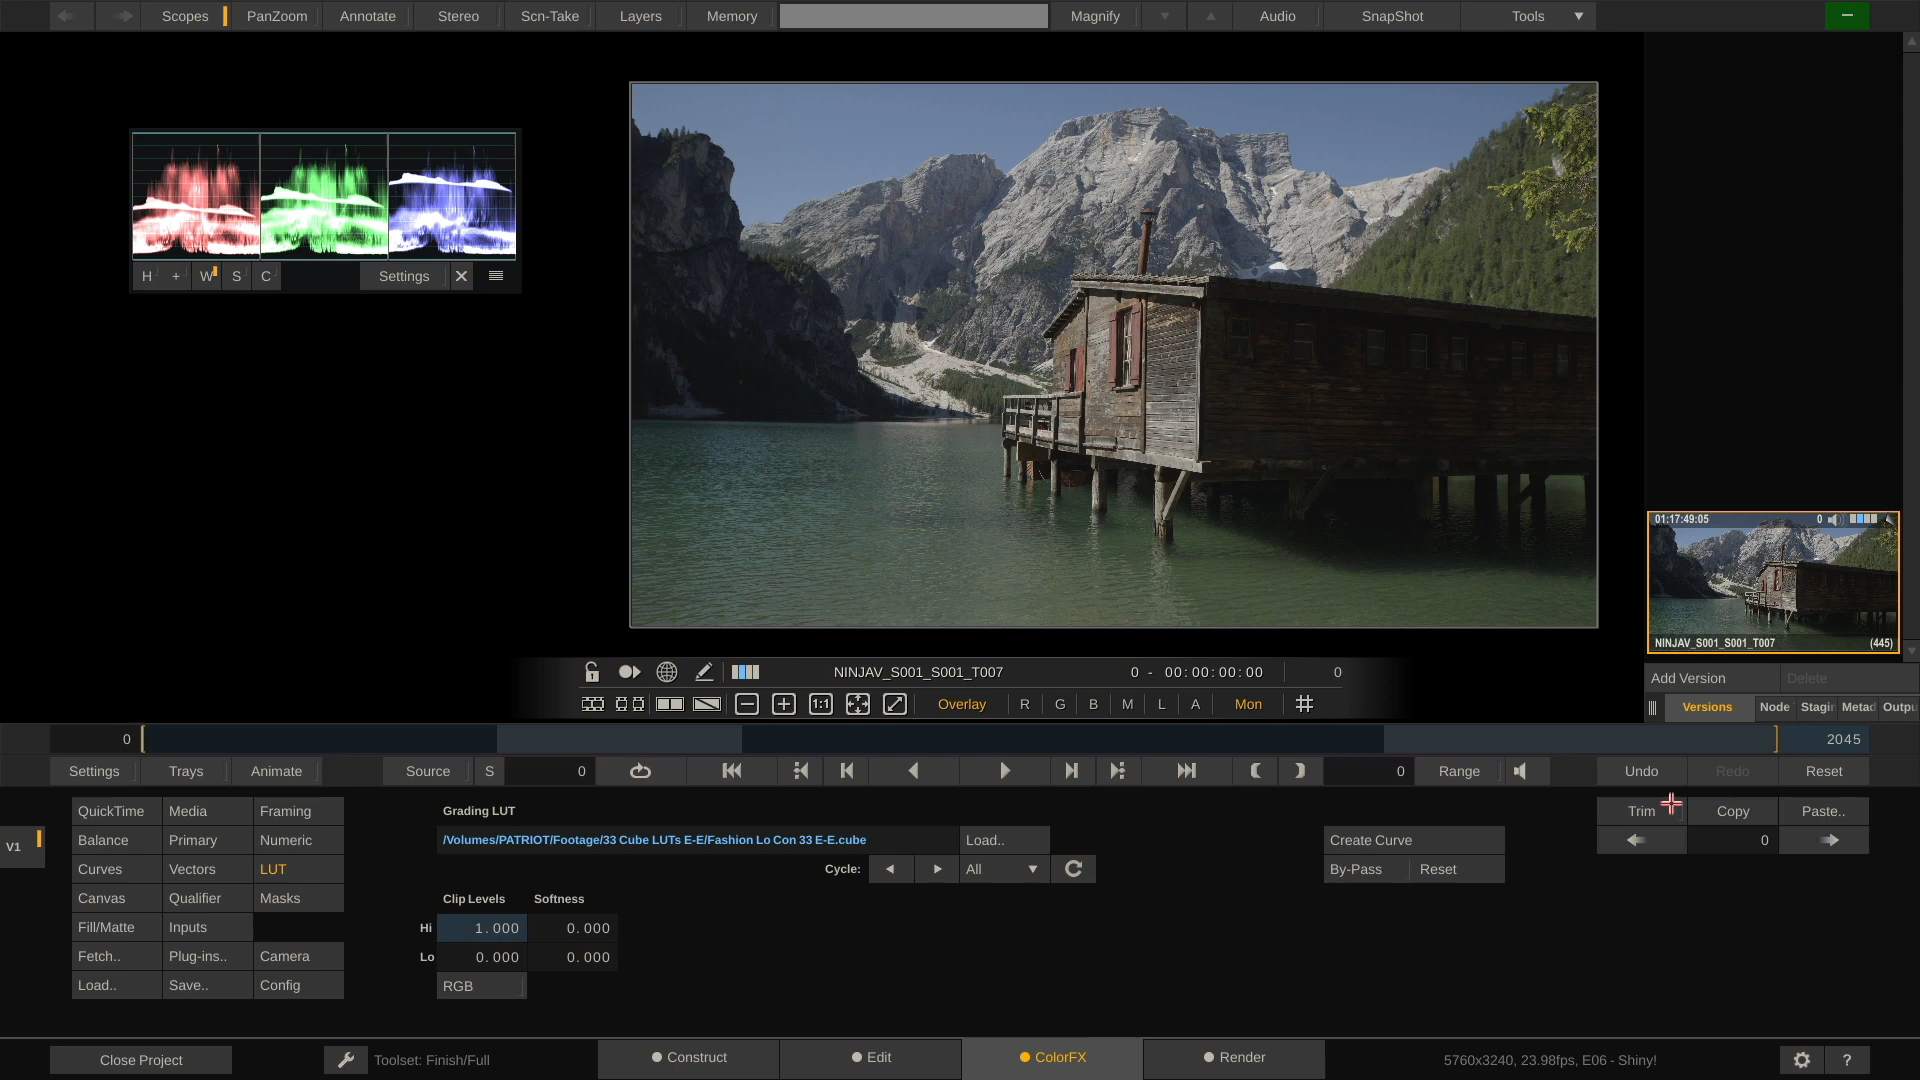 Scopes PanZoom Annotate Stereo Scn-Take Layers Memory Magnify Audio SnapShot Tools
H + W S C Settings
01:17:49:05 0
NINJAV_S001_S001_T007 (445)
NINJAV_S001_S001_T007 0 - 00:00:00:00 0
Add Version Delete
1:1 Overlay R G B M L A Mon
Versions Node Stagin Metad Outpu
0 2045
Settings Trays Animate Source S 0 0 Range Undo Redo Reset
QuickTime Media Framing Grading LUT Trim Copy Paste..
V1 Balance Primary Numeric /Volumes/PATRIOT/Footage/33 Cube LUTs E-E/Fashion Lo Con 33 E-E.cube Load.. Create Curve 0
Curves Vectors LUT Cycle: All By-Pass Reset
Canvas Qualifier Masks Clip Levels Softness
Fill/Matte Inputs Hi 1.000 0.000
Fetch.. Plug-ins.. Camera Lo 0.000 0.000
Load.. Save.. Config RGB
Close Project Toolset: Finish/Full Construct Edit ColorFX Render 5760x3240, 23.98fps, E06 - Shiny! ?